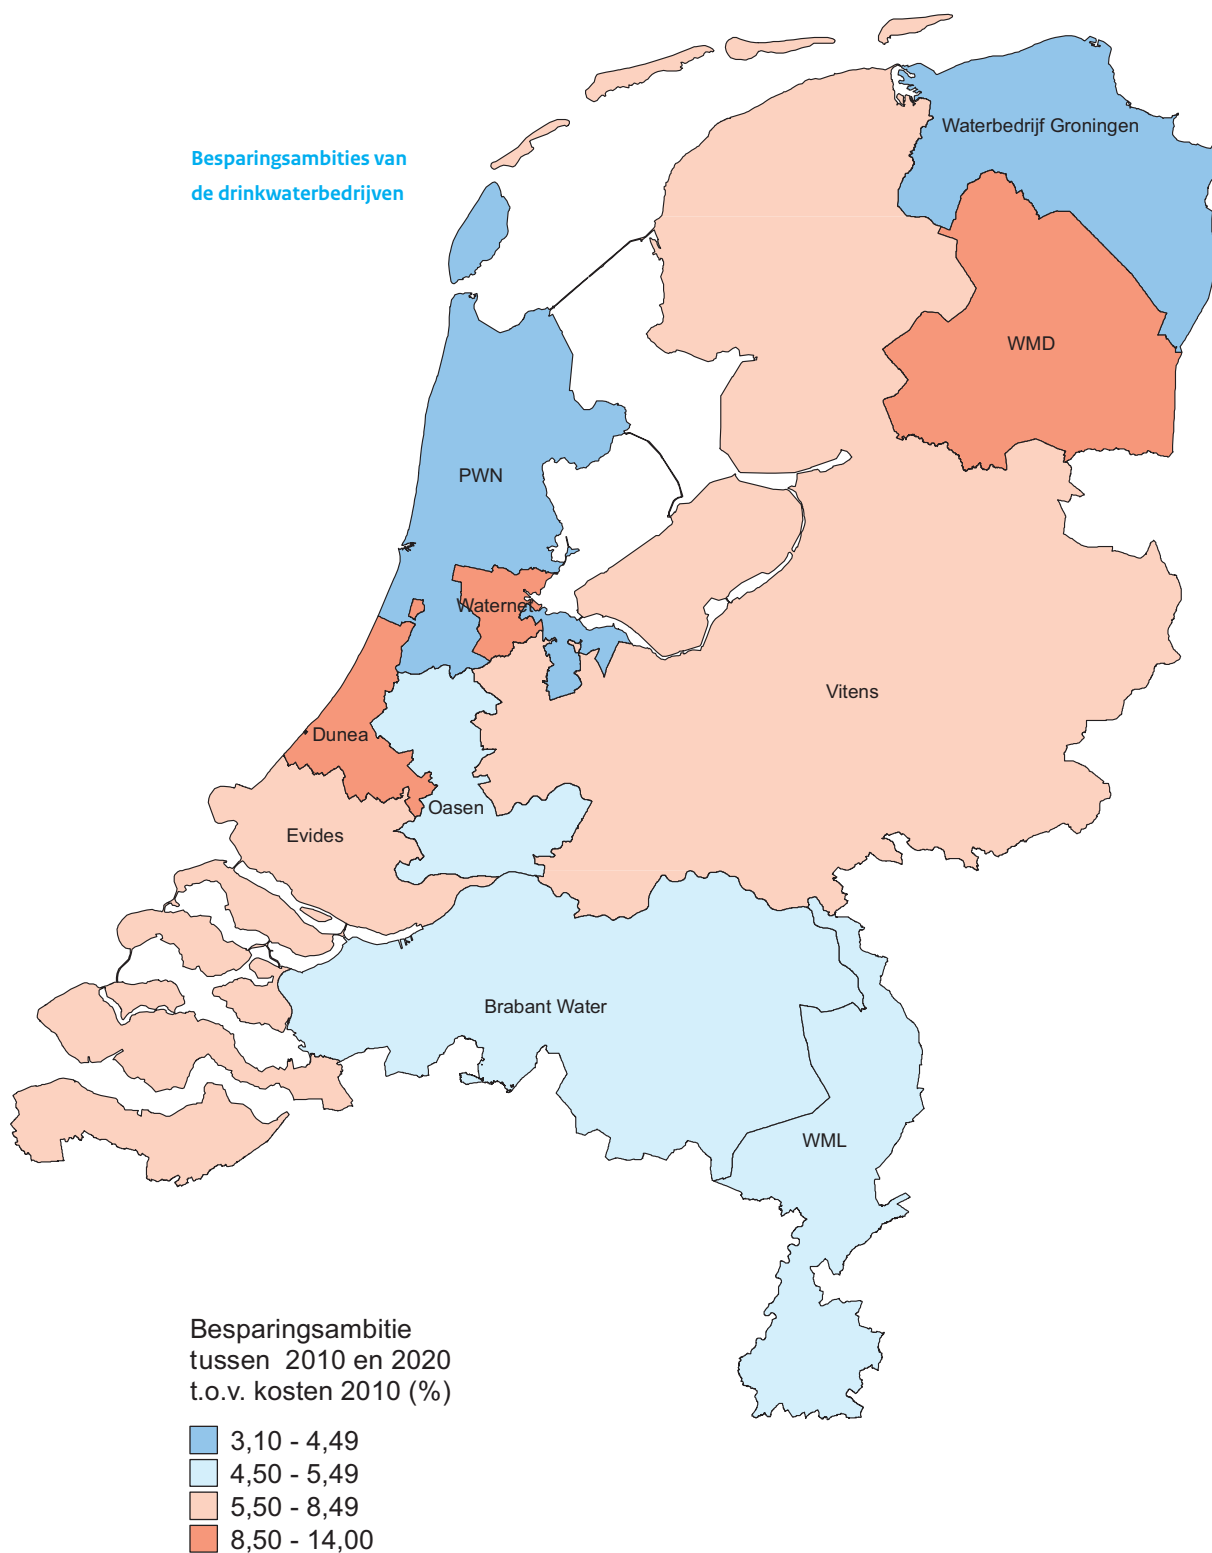 Besparingsambities van
de drinkwaterbedrijven
Waterbedrijf Groningen
WMD
PWN
Waternet
Vitens
Dunea
Oasen
Evides
Brabant Water
WML
Besparingsambitie
tussen 2010 en 2020
t.o.v. kosten 2010 (%)
3,10 - 4,49
4,50 - 5,49
5,50 - 8,49
8,50 - 14,00